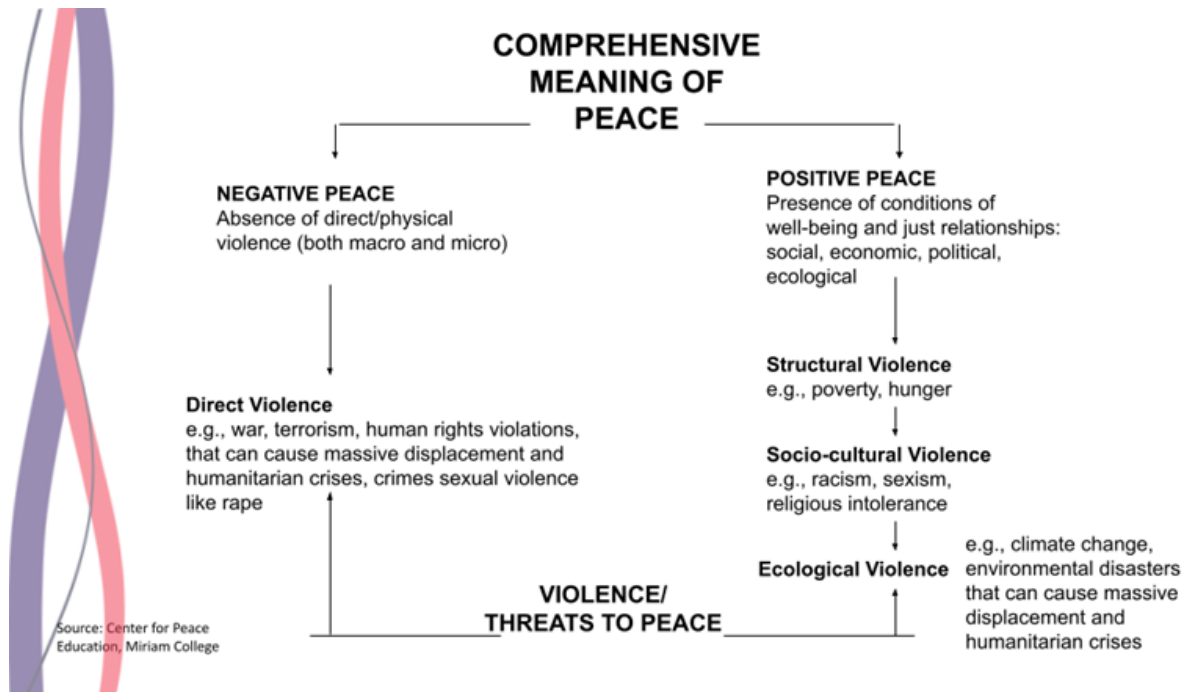 COMPREHENSIVE
MEANING OF
PEACE
NEGATIVE PEACE
Absence of direct/physical
violence (both macro and micro)
POSITIVE PEACE
Presence of conditions of
well-being and just relationships:
social, economic, political,
ecological
Direct Violence
e.g., war, terrorism, human rights violations,
that can cause massive displacement and
humanitarian crises, crimes sexual violence
like rape
Structural Violence
e.g., poverty, hunger
Socio-cultural Violence
e.g., racism, sexism,
religious intolerance
Ecological Violence
e.g., climate change,
environmental disasters
that can cause massive
displacement and
humanitarian crises
VIOLENCE/
THREATS TO PEACE
Source: Center for Peace
Education, Miriam College